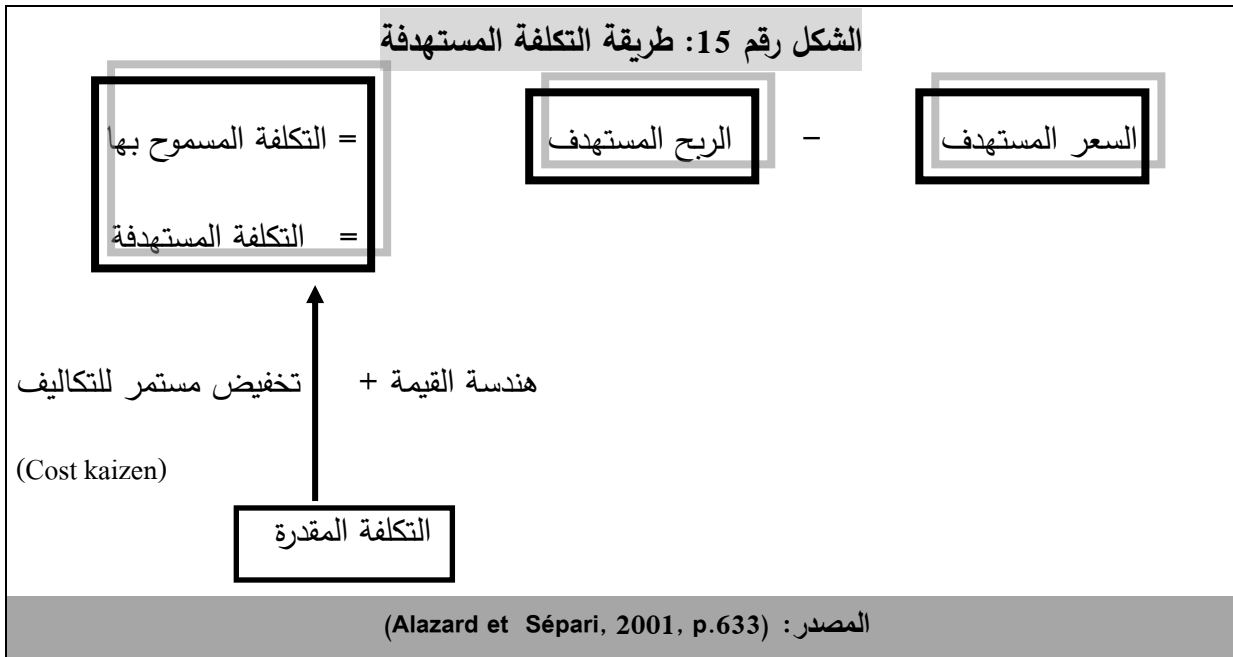 الشكل رقم 15: طريقة التكلفة المستهدفة
السعر المستهدف – الربح المستهدف = التكلفة المسموح بها
= التكلفة المستهدفة
هندسة القيمة + تخفيض مستمر للتكاليف
(Cost kaizen)
التكلفة المقدرة
المصدر: (Alazard et Sépari, 2001, p.633)